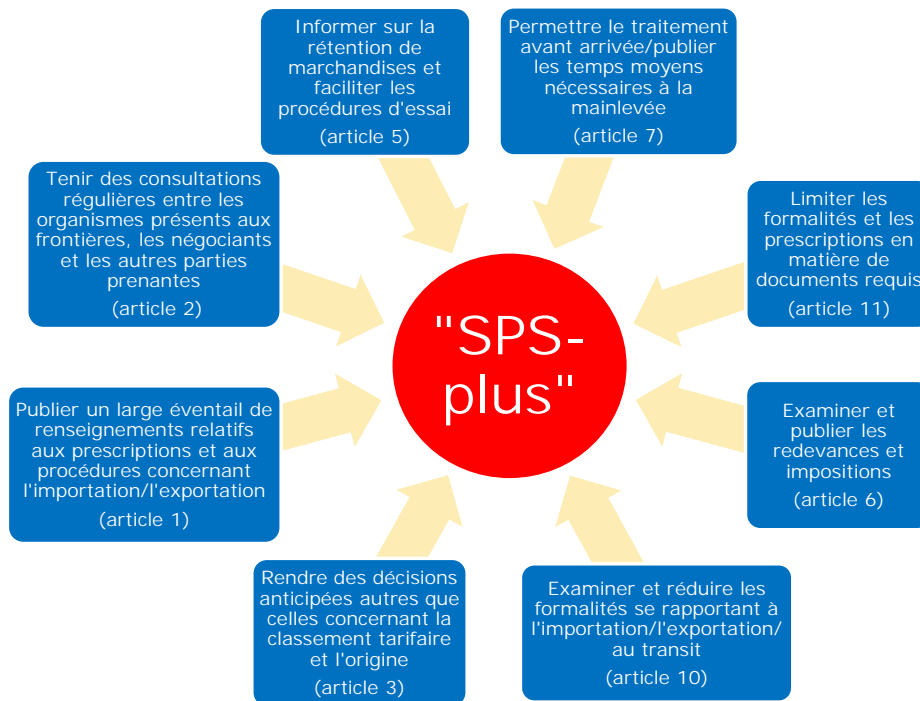 Informer sur la
rétention de
marchandises et
faciliter les
procédures d'essai
(article 5)
Permettre le traitement
avant arrivée/publier
les temps moyens
nécessaires à la
mainlevée
(article 7)
Tenir des consultations
régulières entre les
organismes présents aux
frontières, les négociants
et les autres parties
prenantes
(article 2)
Limiter les
formalités et les
prescriptions en
matière de
documents requis
(article 11)
"SPS-
plus"
Publier un large éventail de
renseignements relatifs
aux prescriptions et aux
procédures concernant
l'importation/l'exportation
(article 1)
Examiner et
publier les
redevances et
impositions
(article 6)
Rendre des décisions
anticipées autres que
celles concernant la
classement tarifaire
et l'origine
(article 3)
Examiner et réduire les
formalités se rapportant à
l'importation/l'exportation/
au transit
(article 10)